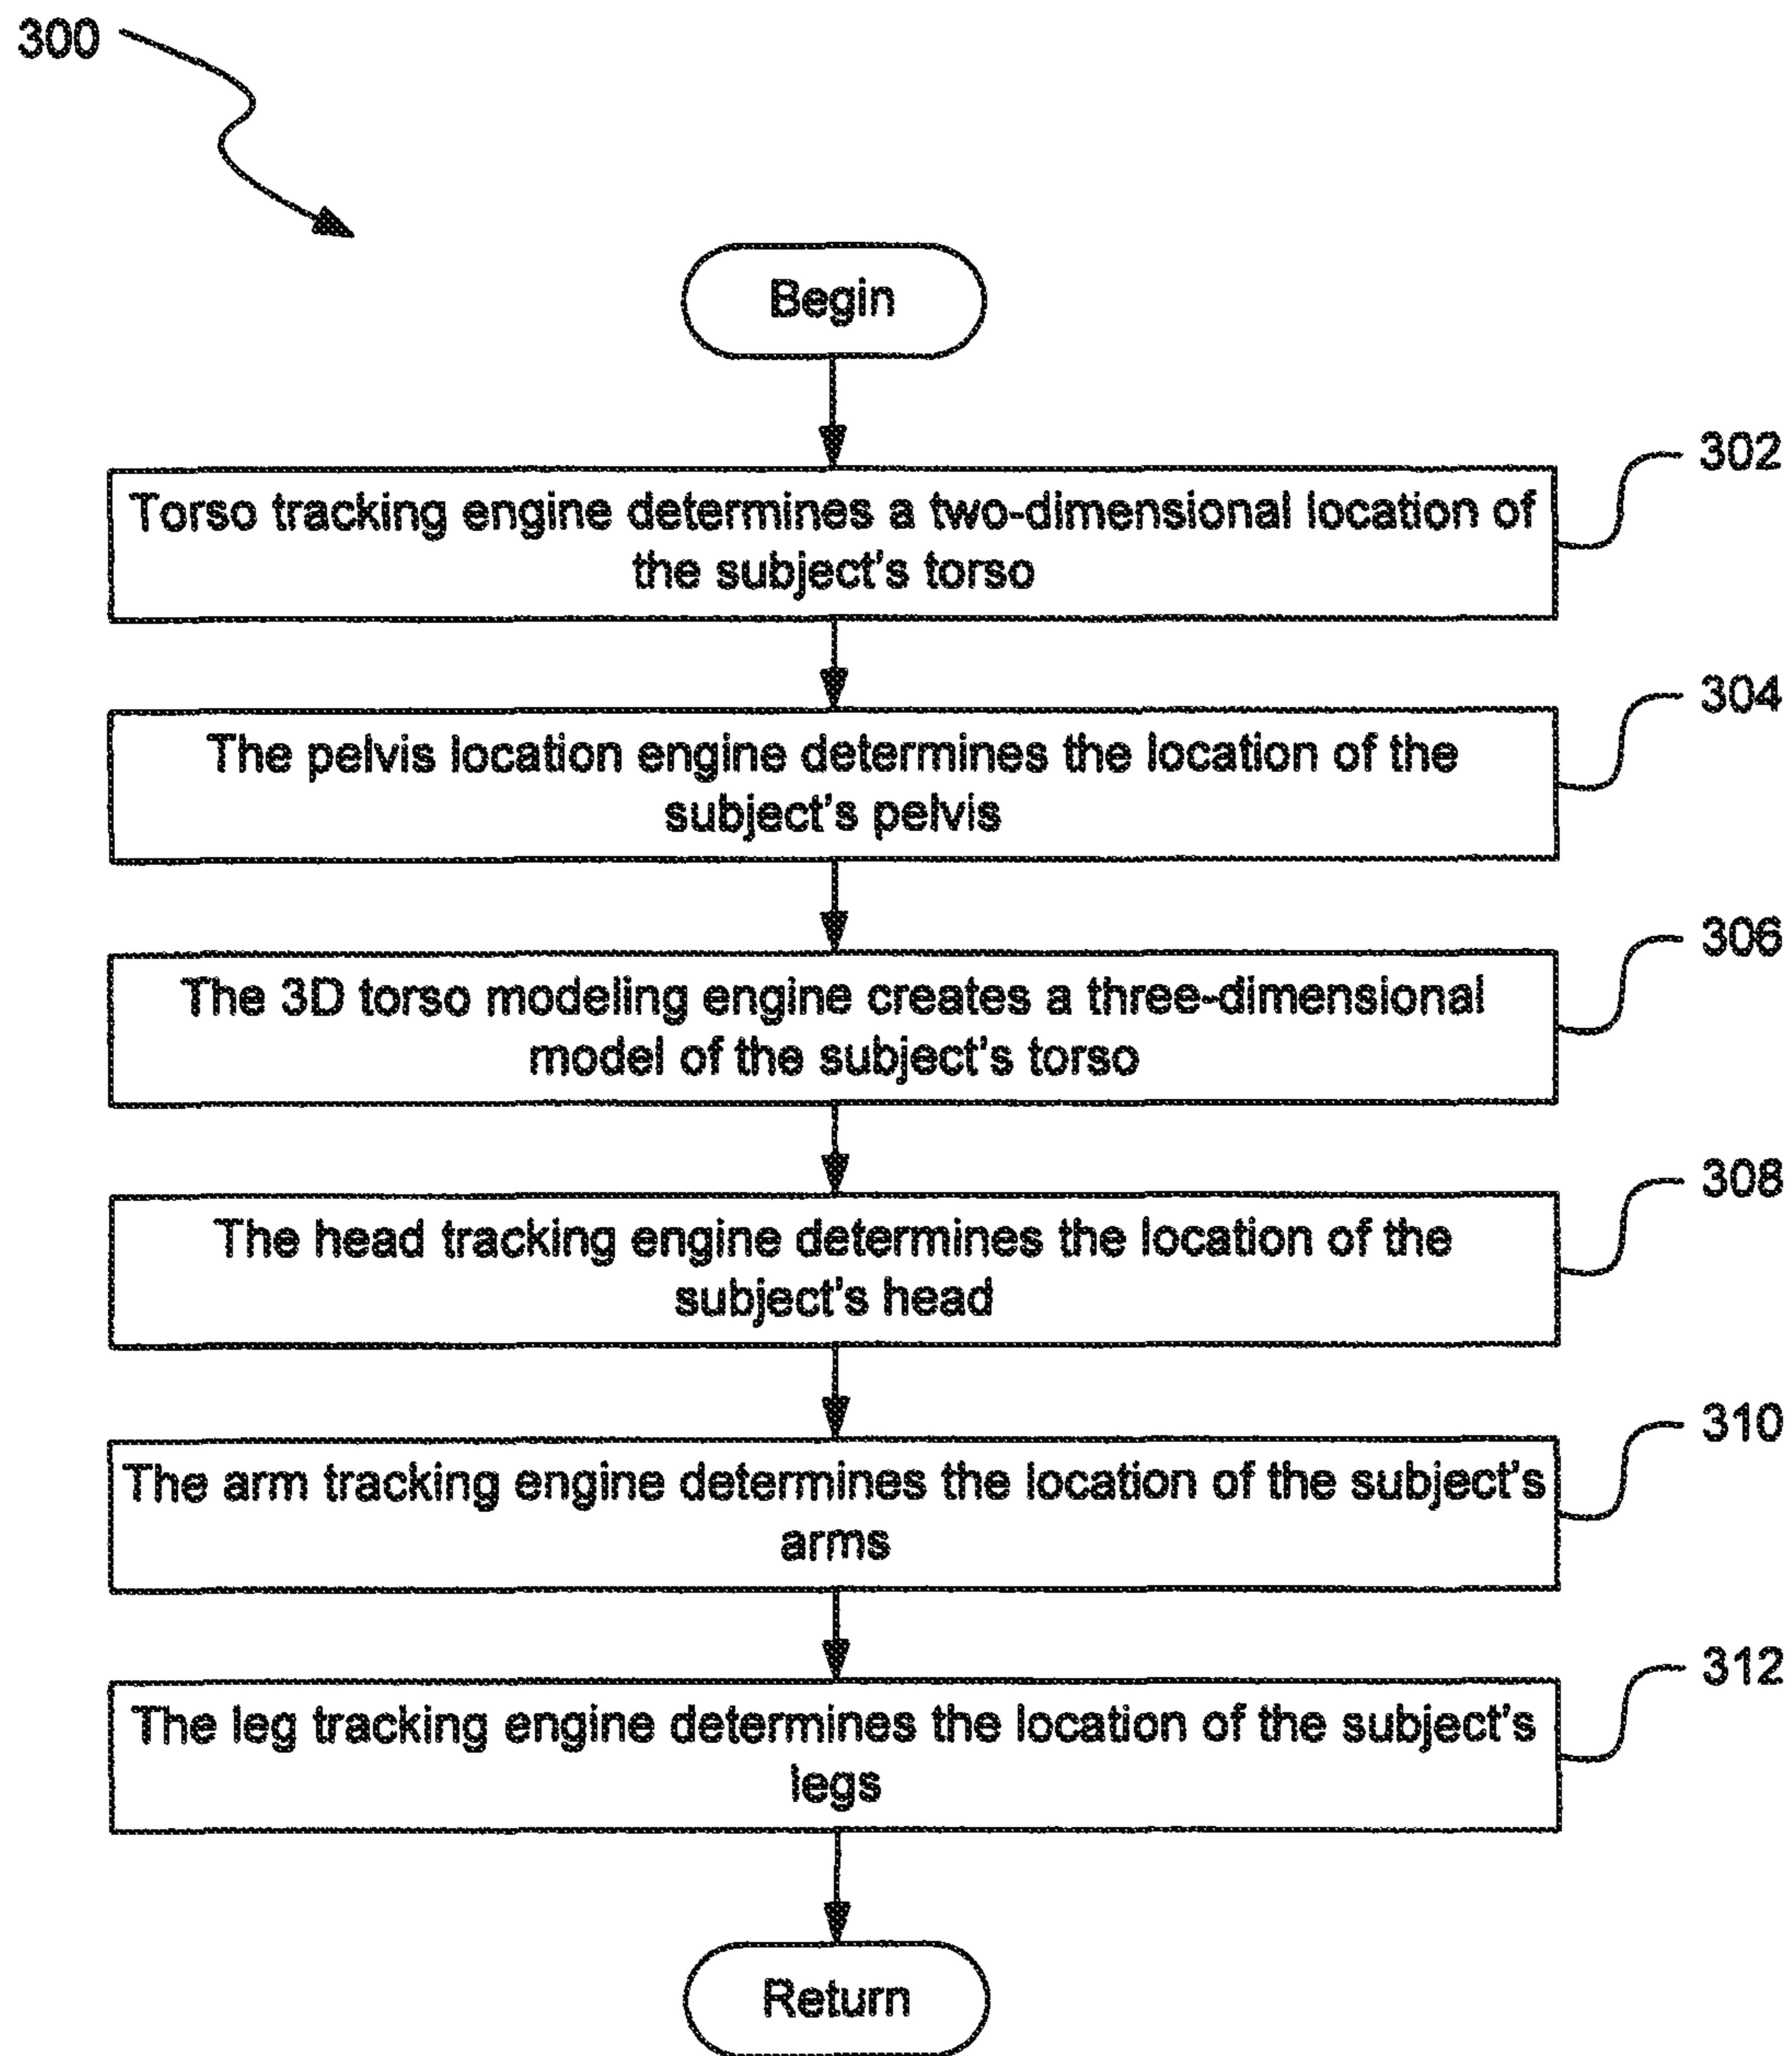 300
Begin
302
Torso tracking engine determines a two-dimensional location of
the subject's torso
304
The pelvis location engine determines the location of the
subject's pelvis
306
The 3D torso modeling engine creates a three-dimensional
model of the subject's torso
308
The head tracking engine determines the location of the
subject's head
310
The arm tracking engine determines the location of the subject's
arms
312
The leg tracking engine determines the location of the subject's
legs
Return